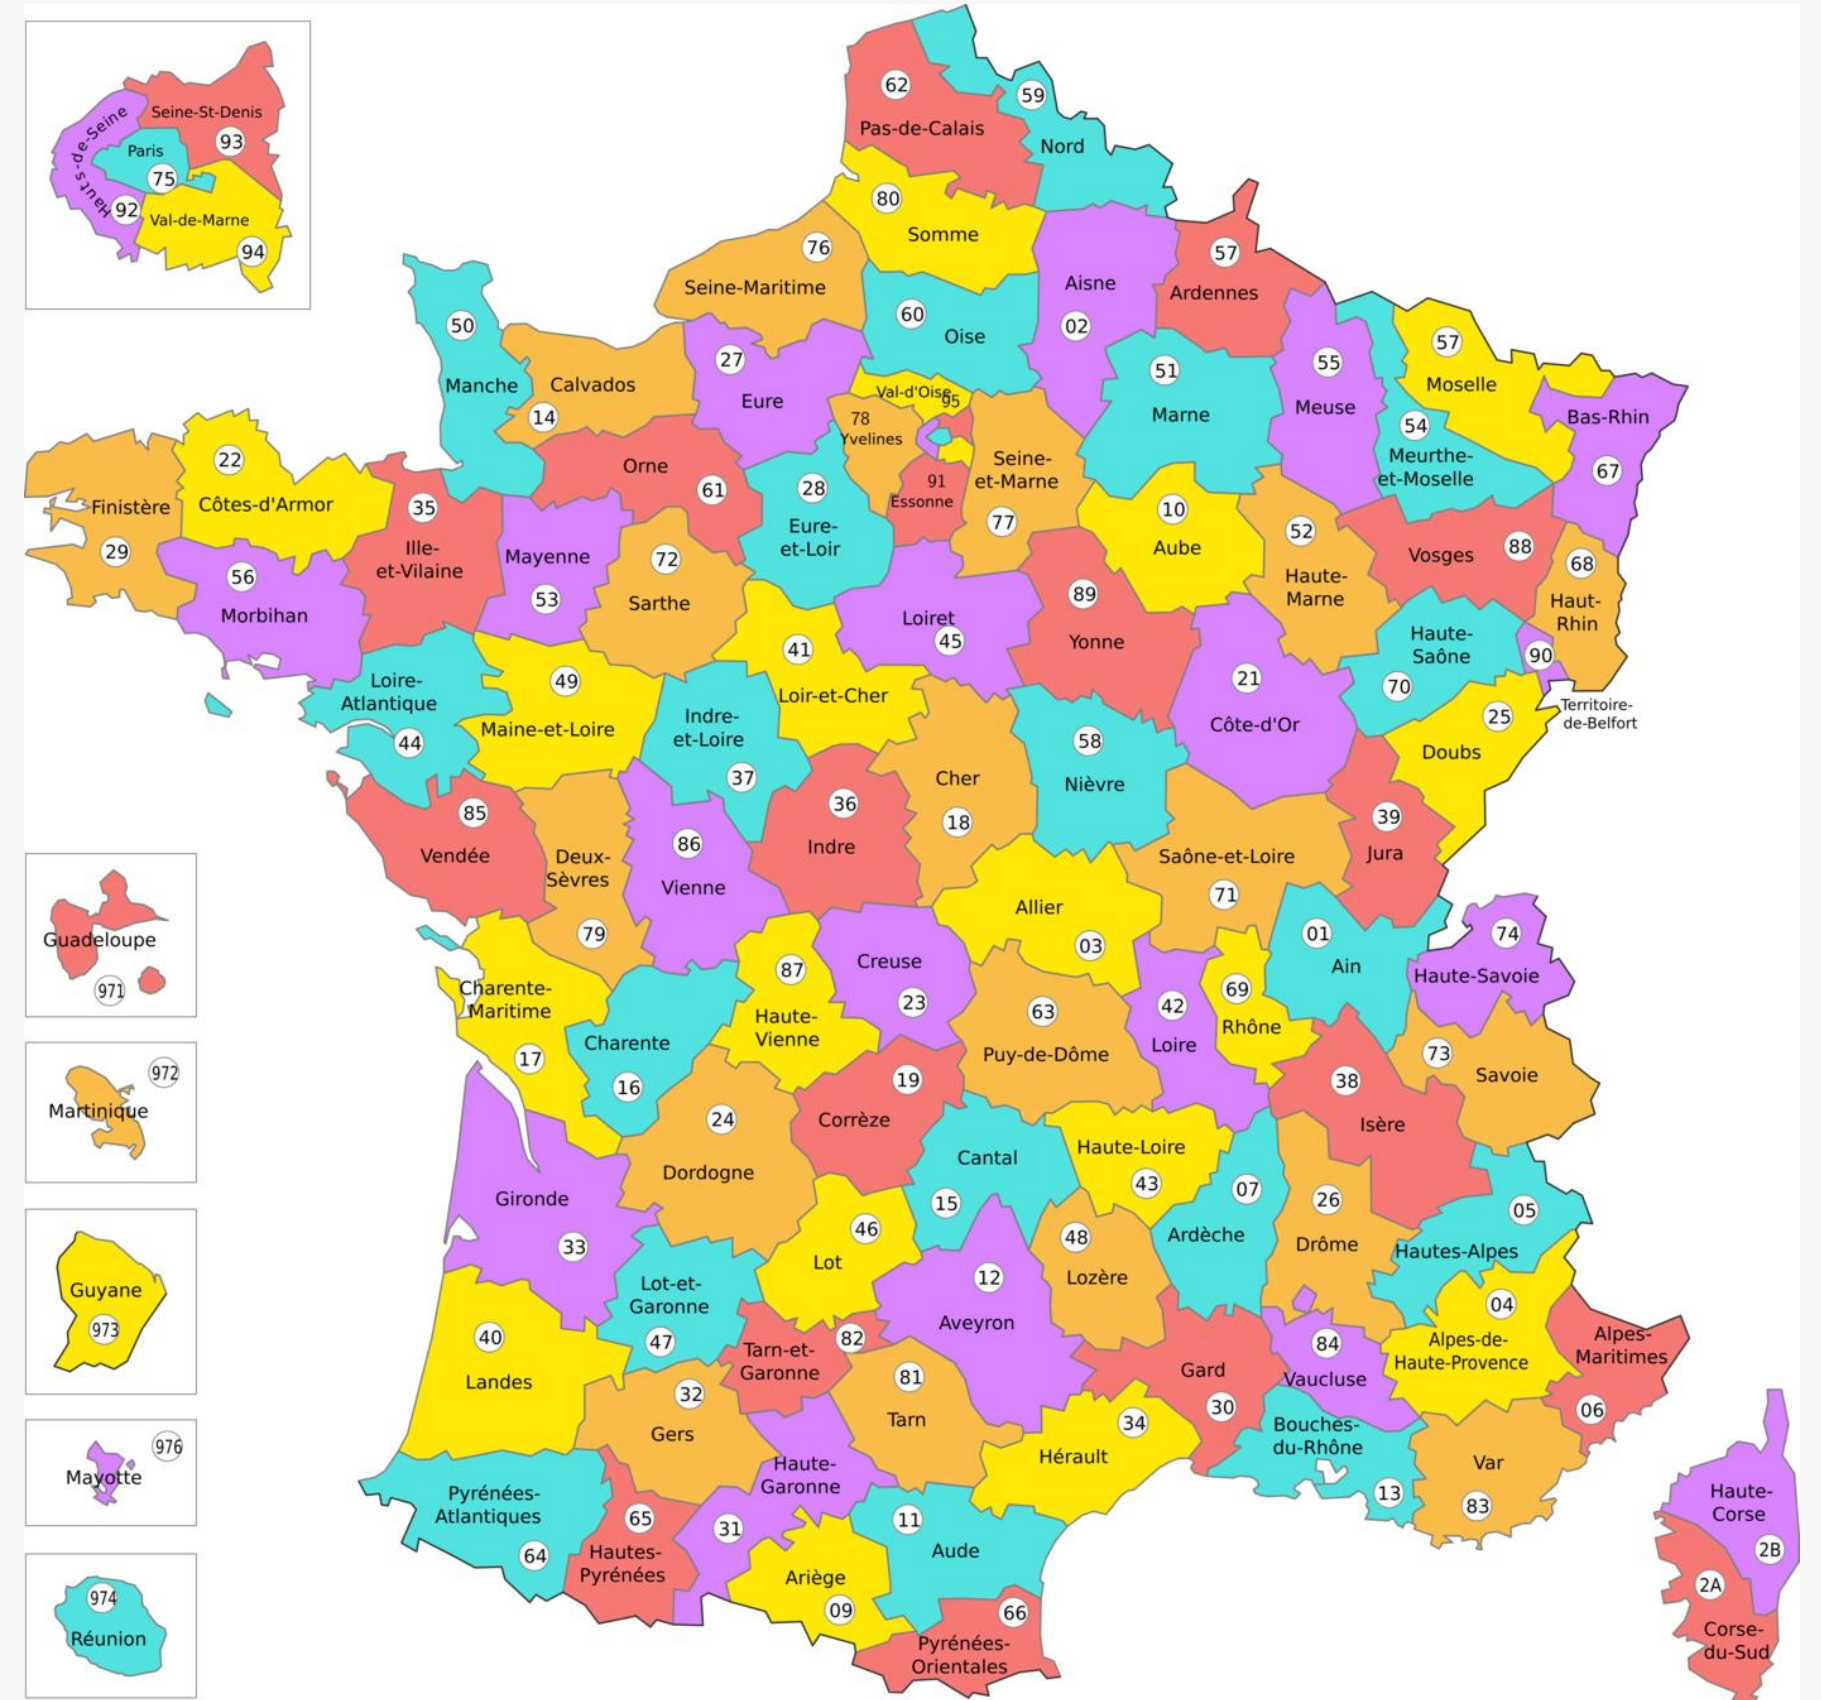 Seine-St-Denis
93
Hauts-de-Seine
92
Paris
75
Val-de-Marne
94
62
Pas-de-Calais
59
Nord
80
Somme
76
Seine-Maritime
60
Oise
Aisne
02
57
Ardennes
50
Manche
Calvados
14
27
Eure
Val-d'Oise
95
78
Yvelines
91
Essonne
Seine-
et-Marne
77
51
Marne
55
Meuse
57
Moselle
54
Meurthe-
et-Moselle
Bas-Rhin
67
29
Finistère
22
Côtes-d'Armor
56
Morbihan
35
Ille-
et-Vilaine
Mayenne
53
Orne
61
72
Sarthe
28
Eure-
et-Loir
Loiret
45
89
Yonne
10
Aube
52
Haute-
Marne
Vosges
88
68
Haut-
Rhin
Haute-
Saône
70
90
Territoire-
de-Belfort
25
Doubs
Loire-
Atlantique
44
49
Maine-et-Loire
Indre-
et-Loire
37
41
Loir-et-Cher
Cher
18
58
Nièvre
21
Côte-d'Or
39
Jura
85
Vendée
Deux-
Sèvres
79
86
Vienne
36
Indre
Allier
03
Saône-et-Loire
71
01
Ain
74
Haute-Savoie
Charente-
Maritime
17
Charente
16
87
Haute-
Vienne
Creuse
23
63
Puy-de-Dôme
42
Loire
69
Rhône
73
Savoie
38
Isère
19
Corrèze
24
Dordogne
Gironde
33
Cantal
15
Haute-Loire
43
07
Ardèche
26
Drôme
05
Hautes-Alpes
46
Lot
12
Aveyron
48
Lozère
Lot-et-
Garonne
47
40
Landes
32
Gers
82
Tarn-et-
Garonne
81
Tarn
Gard
30
84
Vaucluse
04
Alpes-de-
Haute-Provence
Alpes-
Maritimes
06
Pyrénées-
Atlantiques
64
65
Hautes-
Pyrénées
Haute-
Garonne
31
34
Hérault
Bouches-
du-Rhône
13
Var
83
Ariège
09
11
Aude
66
Pyrénées-
Orientales
Haute-
Corse
2B
2A
Corse-
du-Sud
Guadeloupe
971
972
Martinique
Guyane
973
976
Mayotte
974
Réunion